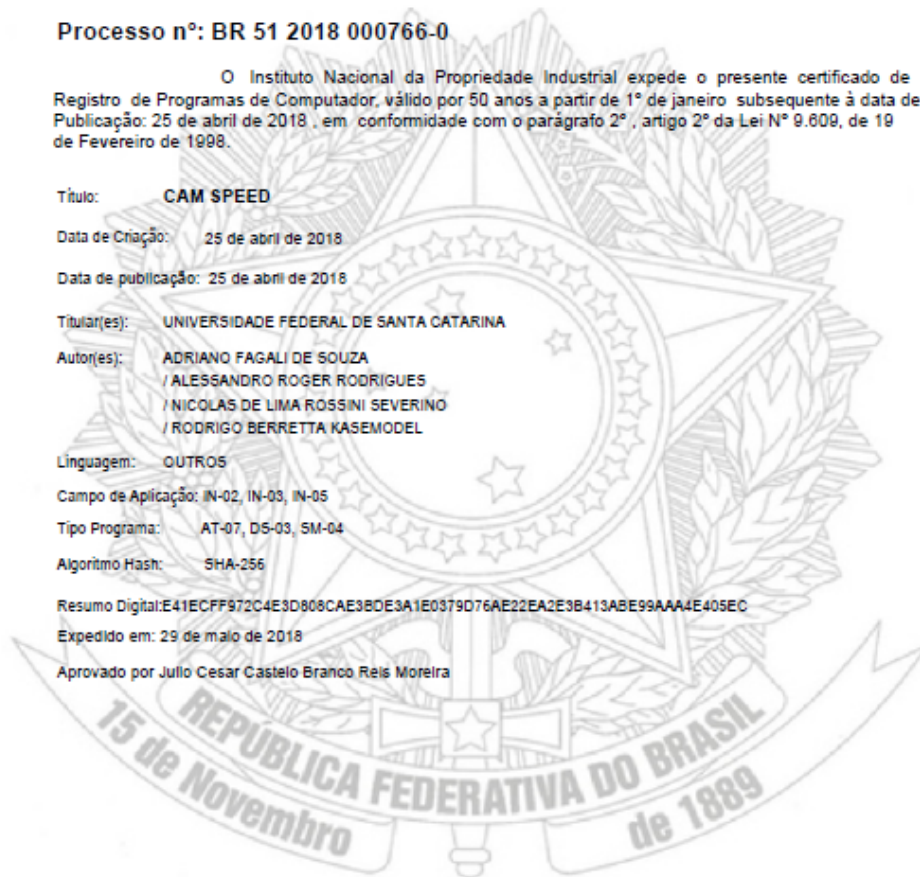 Processo nº: BR 51 2018 000766-0
O Instituto Nacional da Propriedade Industrial expede o presente certificado de
Registro de Programas de Computador, válido por 50 anos a partir de 1° de janeiro subsequente à data de
Publicação: 25 de abril de 2018 , em conformidade com o parágrafo 2° , artigo 2° da Lei Nº 9.609, de 19
de Fevereiro de 1998.
Título: CAM SPEED
Data de Criação: 25 de abril de 2018
Data de publicação: 25 de abril de 2018
Titular(es): UNIVERSIDADE FEDERAL DE SANTA CATARINA
Autor(es): ADRIANO FAGALI DE SOUZA
/ ALESSANDRO ROGER RODRIGUES
/ NICOLAS DE LIMA ROSSINI SEVERINO
/ RODRIGO BERRETTA KASEMODEL
Linguagem: OUTROS
Campo de Aplicação: IN-02, IN-03, IN-05
Tipo Programa: AT-07, DS-03, SM-04
Algoritmo Hash: SHA-256
Resumo Digital:E41ECFF972C4E3D808CAE3BDE3A1E0379D76AE22EA2E3B413ABE99AAA4E405EC
Expedido em: 29 de maio de 2018
Aprovado por Julio Cesar Castelo Branco Reis Moreira
REPÚBLICA FEDERATIVA DO BRASIL
15 de Novembro de 1889